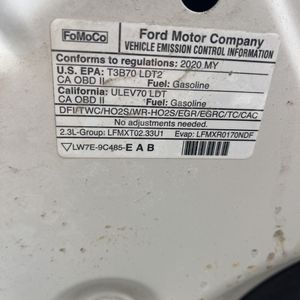 FoMoCo
Ford Motor Company
VEHICLE EMISSION CONTROL INFORMATION
Conforms to regulations: 2020 MY
U.S. EPA: T3B70 LDT2
CA OBD II Fuel: Gasoline
California: ULEV70 LDT
CA OBD II Fuel: Gasoline
DFI/TWC/HO2S/WR-HO2S/EGR/EGRC/TC/CAC
No adjustments needed.
2.3L-Group: LFMXT02.33U1 Evap: LFMXR0170NDF
LW7E-9C485-E A B